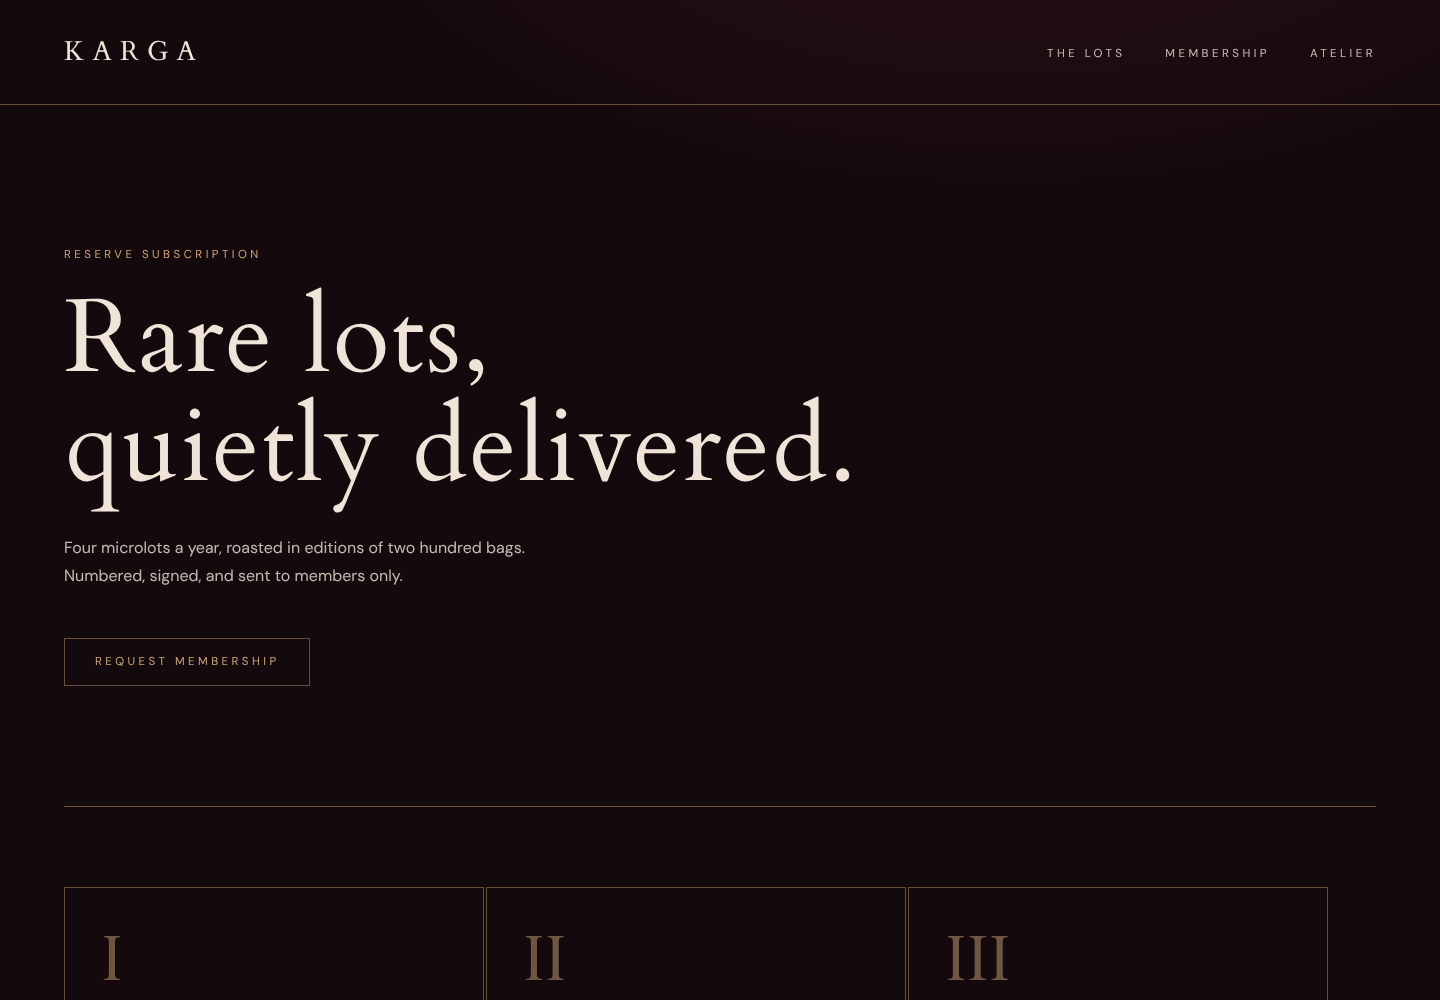 KARGA
THE LOTS
MEMBERSHIP
ATELIER
RESERVE SUBSCRIPTION
Rare lots,
quietly delivered.
Four microlots a year, roasted in editions of two hundred bags.
Numbered, signed, and sent to members only.
REQUEST MEMBERSHIP
I
II
III